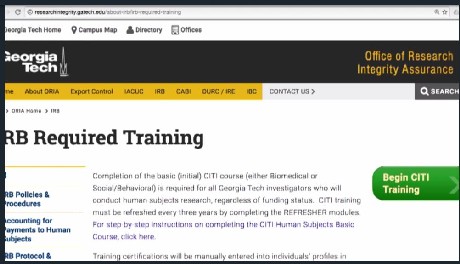 researchintegrity.gatech.edu/about-irb/irb-required-training
Georgia Tech Home Campus Map Directory Offices
Georgia
Tech
Office of Research
Integrity Assurance
me About ORIA Export Control IACUC IRB CABI DURC / IRE IBC CONTACT US > SEARCH
> ORIA Home > IRB
RB Required Training
Completion of the basic (initial) CITI course (either Biomedical or
Social/Behavioral) is required for all Georgia Tech investigators who will
conduct human subjects research, regardless of funding status. CITI training
must be refreshed every three years by completing the REFRESHER modules.
For step by step instructions on completing the CITI Human Subjects Basic
Course, click here.
Training certifications will be manually entered into individuals' profiles in
RB Policies &
Procedures
Accounting for
Payments to Human
Subjects
RB Protocol &
Begin CITI
Training